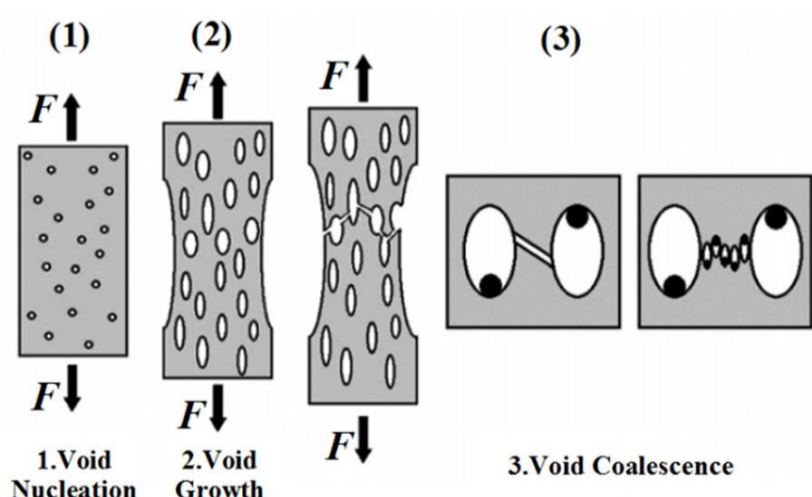 (1)
(2)
(3)
F
F
F
F
F
F
1.Void
Nucleation
2.Void
Growth
3.Void Coalescence